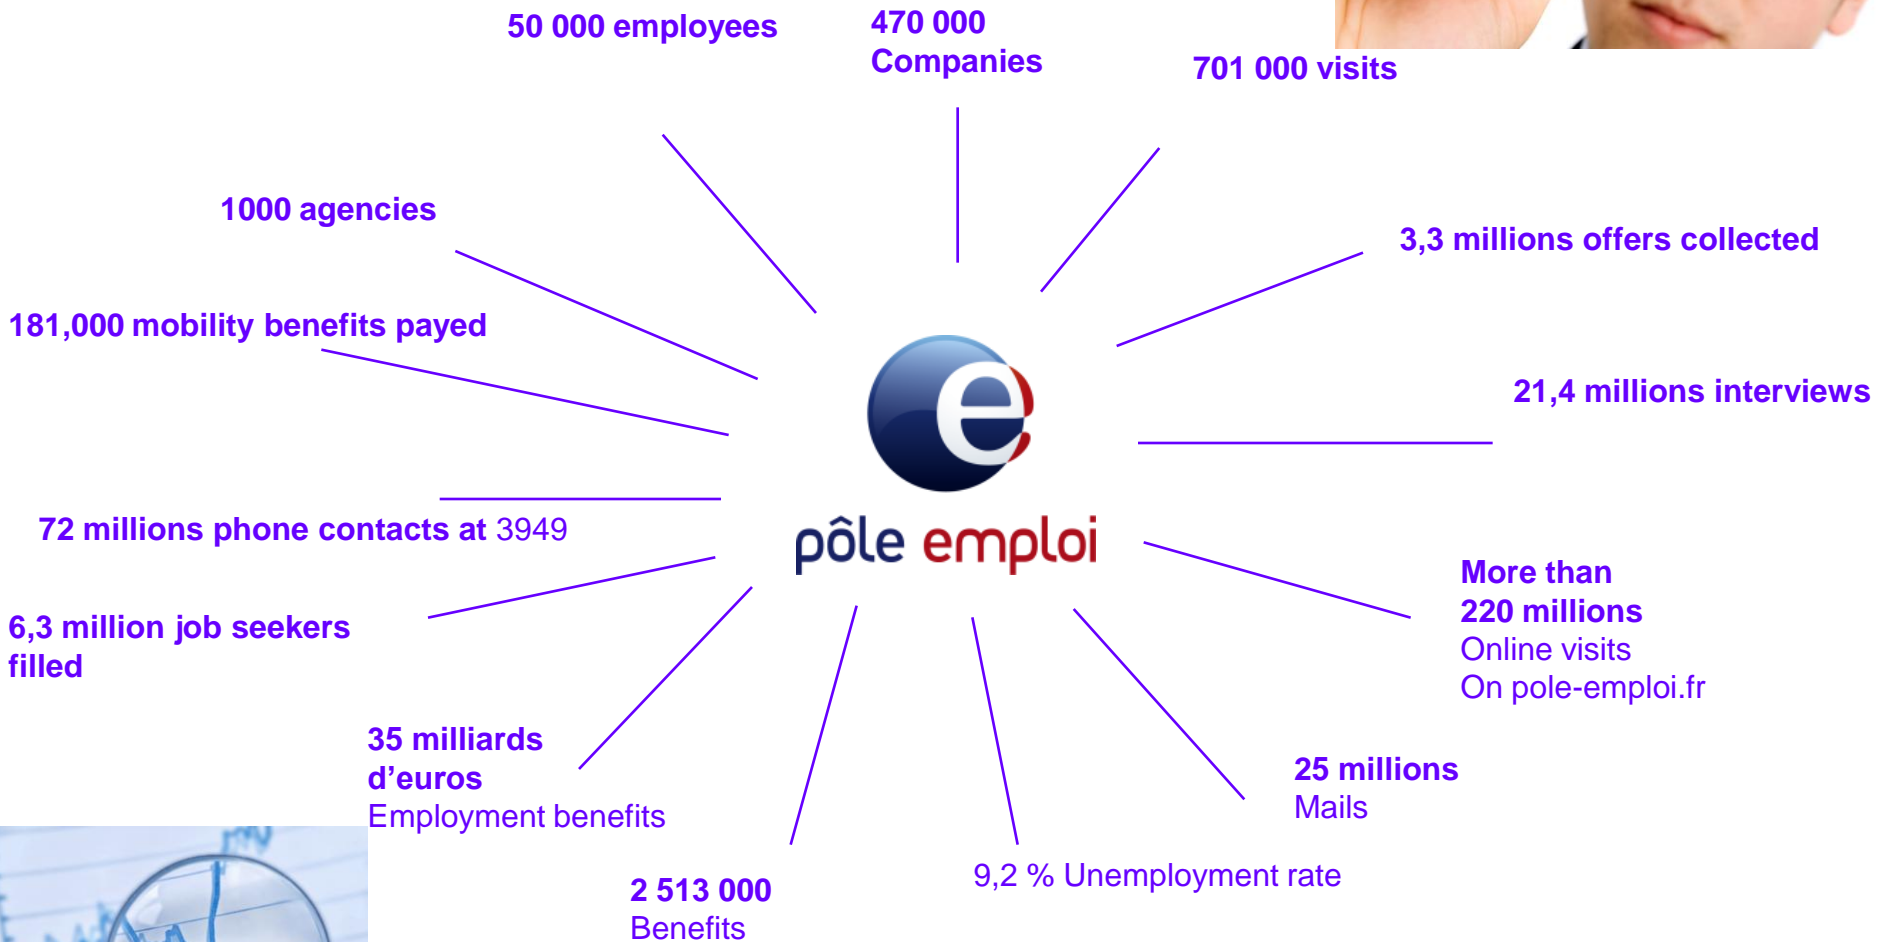 50 000 employees
470 000
Companies
701 000 visits
1000 agencies
3,3 millions offers collected
181,000 mobility benefits payed
21,4 millions interviews
e
pôle emploi
72 millions phone contacts at 3949
More than
220 millions
Online visits
On pole-emploi.fr
6,3 million job seekers
filled
35 milliards
d’euros
Employment benefits
25 millions
Mails
9,2 % Unemployment rate
2 513 000
Benefits